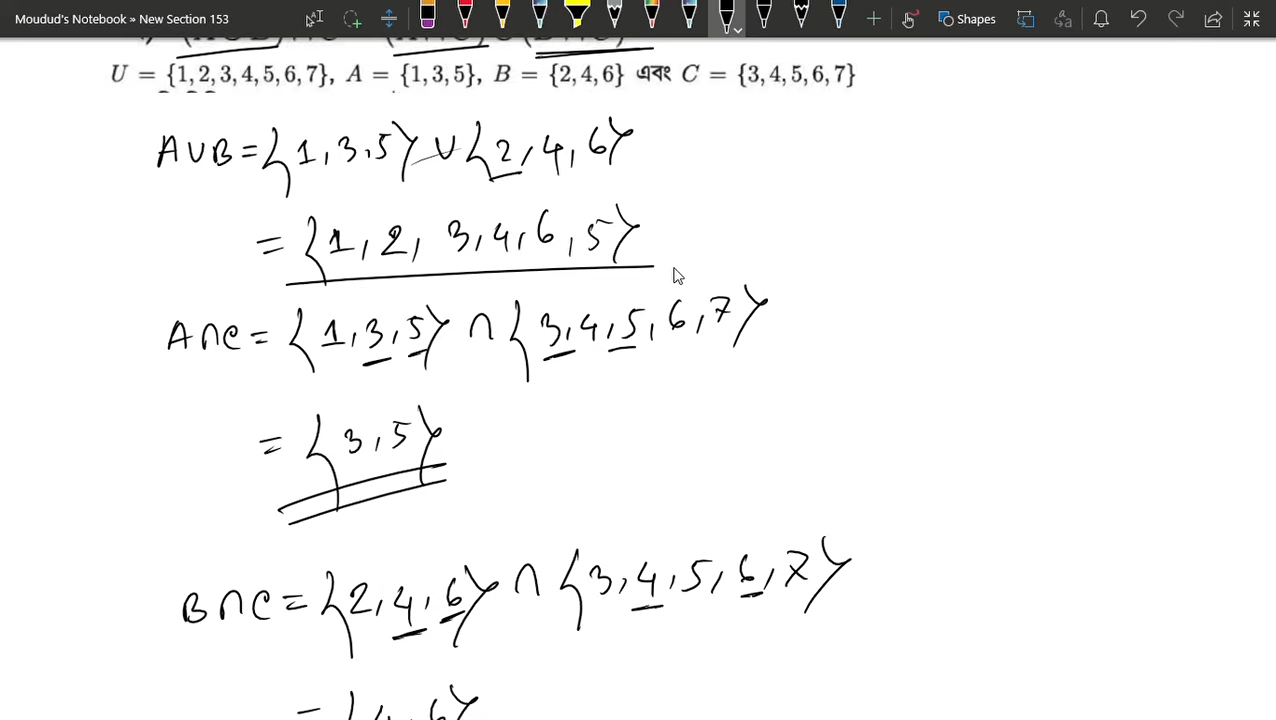 Moudud's Notebook » New Section 153
Shapes
U = {1, 2, 3, 4, 5, 6, 7}, A = {1, 3, 5}, B = {2, 4, 6} এবং C = {3, 4, 5, 6, 7}
A∪B = {1, 3, 5} ∪ {2, 4, 6}
= {1, 2, 3, 4, 6, 5}
A∩C = {1, 3, 5} ∩ {3, 4, 5, 6, 7}
= {3, 5}
B∩C = {2, 4, 6} ∩ {3, 4, 5, 6, 7}
= {4, 6}